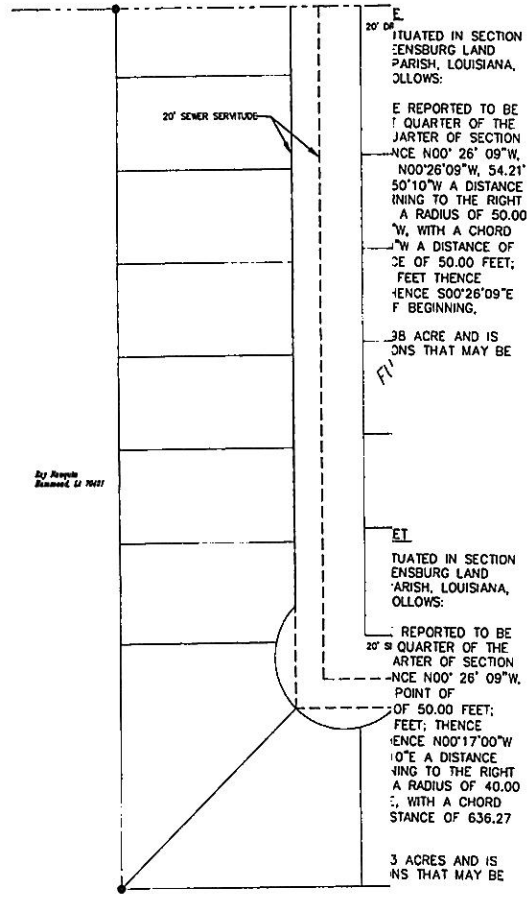 E
20' DR
ITUATED IN SECTION
EENSBURG LAND
PARISH, LOUISIANA,
OLLOWS:
E REPORTED TO BE
T QUARTER OF THE
UARTER OF SECTION
20' SEWER SERVITUDE
NCE N00° 26' 09"W,
N00°26'09"W, 54.21'
50'10"W A DISTANCE
RNING TO THE RIGHT
A RADIUS OF 50.00
"W, WITH A CHORD
"W A DISTANCE OF
CE OF 50.00 FEET;
FEET THENCE
HENCE S00°26'09"E
F BEGINNING.
98 ACRE AND IS
ONS THAT MAY BE
Hammond, LA
ET
TUATED IN SECTION
ENSBURG LAND
ARISH, LOUISIANA,
OLLOWS:
REPORTED TO BE
20' S
QUARTER OF THE
ARTER OF SECTION
NCE N00° 26' 09"W,
POINT OF
OF 50.00 FEET;
FEET; THENCE
ENCE N00°17'00"W
0"E A DISTANCE
NING TO THE RIGHT
A RADIUS OF 40.00
E, WITH A CHORD
STANCE OF 636.27
3 ACRES AND IS
NS THAT MAY BE